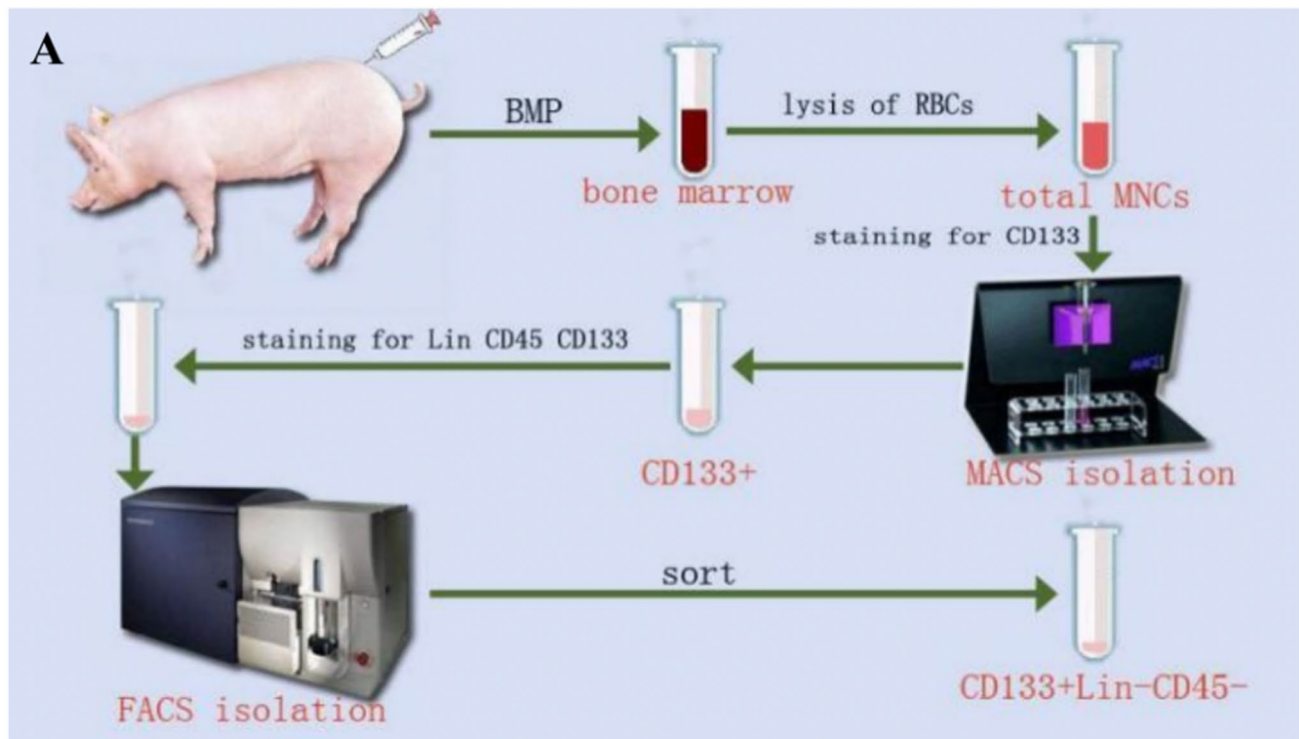 A
BMP
lysis of RBCs
bone marrow
total MNCs
staining for CD133
staining for Lin CD45 CD133
CD133+
MACS isolation
sort
FACS isolation
CD133+Lin-CD45-